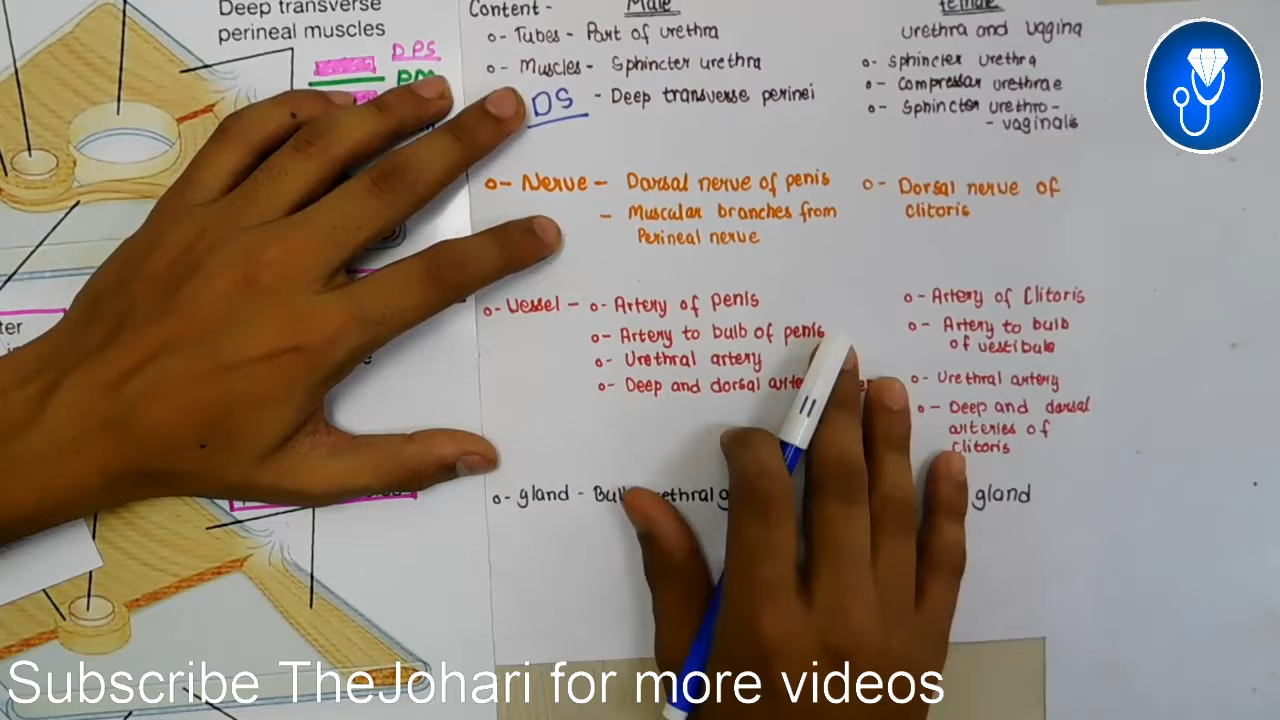 Deep transverse
perineal muscles
DPS
PM
Content - Male
Female
o- Tubes - Part of urethra
urethra and vagina
o- Muscles - Sphincter urethra
o- Sphincter urethra
DS - Deep transverse perinei
o- Compressar urethrae
o- Sphincter urethro-
- vaginalis
o- Nerve - Dorsal nerve of penis
o- Dorsal nerve of
clitoris
- Muscular branches from
Perineal nerve
o- Vessel - o- Artery of penis
o- Artery of Clitoris
o- Artery to bulb of penis
o- Artery to bulb
of vestibule
o- Urethral artery
o- Urethral artery
o- Deep and dorsal
o- Deep and dorsal
arteries of
Clitoris
o- gland -
gland
Subscribe TheJohari for more videos